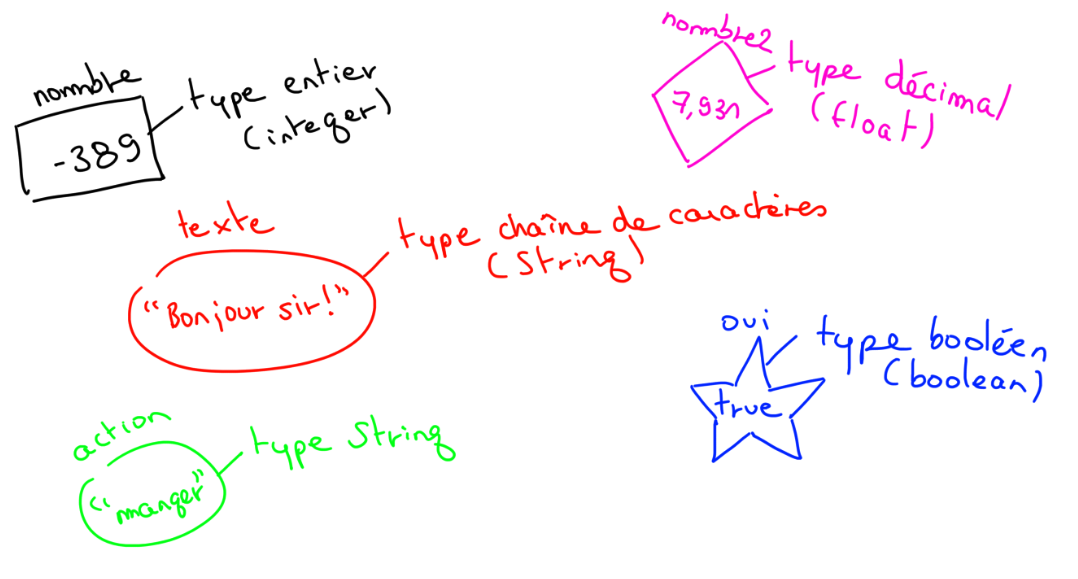 nombre
-389
type entier
(integer)
nombre2
7,931
type décimal
(float)
texte
"Bonjour sir!"
type chaîne de caractères
(String)
oui
true
type booléen
(boolean)
action
"manger"
type String